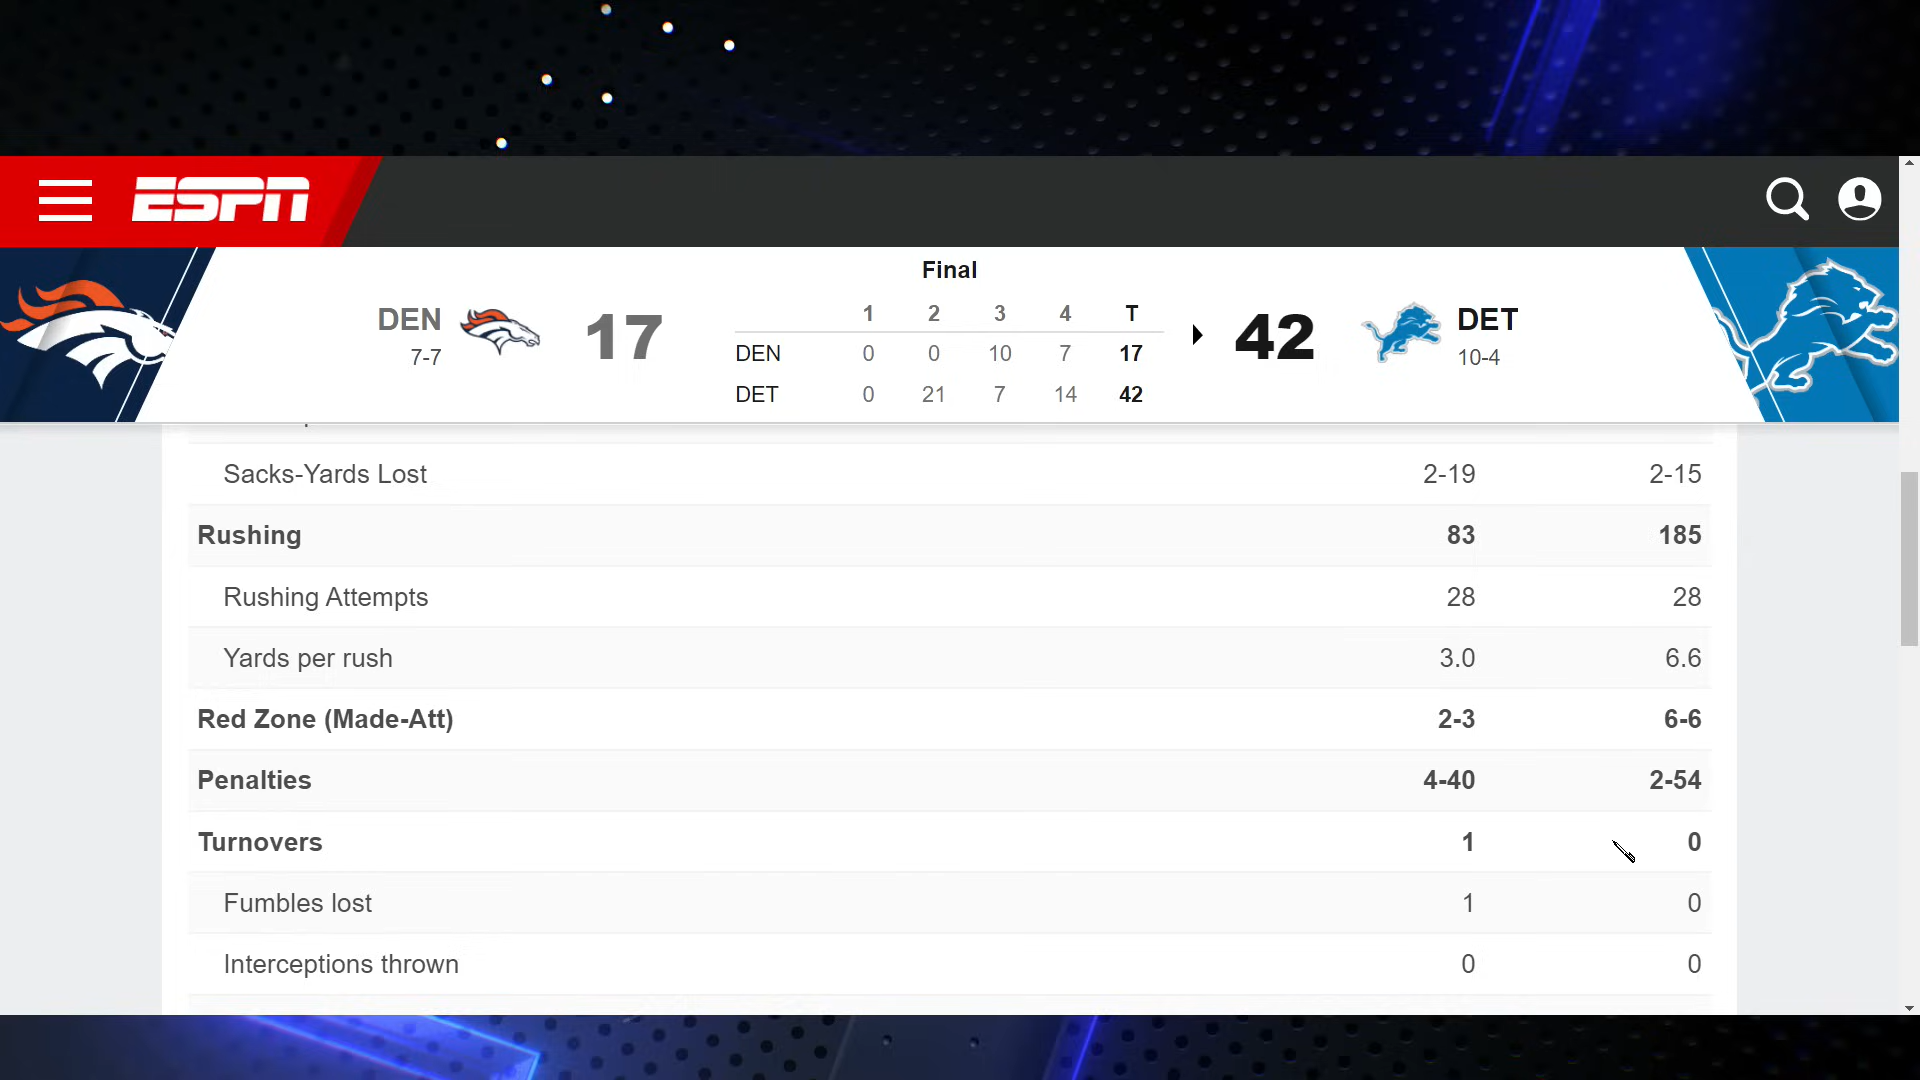 ESPN
Final
DEN 17 1 2 3 4 T 42 DET
7-7 DEN 0 0 10 7 17 10-4
DET 0 21 7 14 42
Sacks-Yards Lost 2-19 2-15
Rushing 83 185
Rushing Attempts 28 28
Yards per rush 3.0 6.6
Red Zone (Made-Att) 2-3 6-6
Penalties 4-40 2-54
Turnovers 1 0
Fumbles lost 1 0
Interceptions thrown 0 0